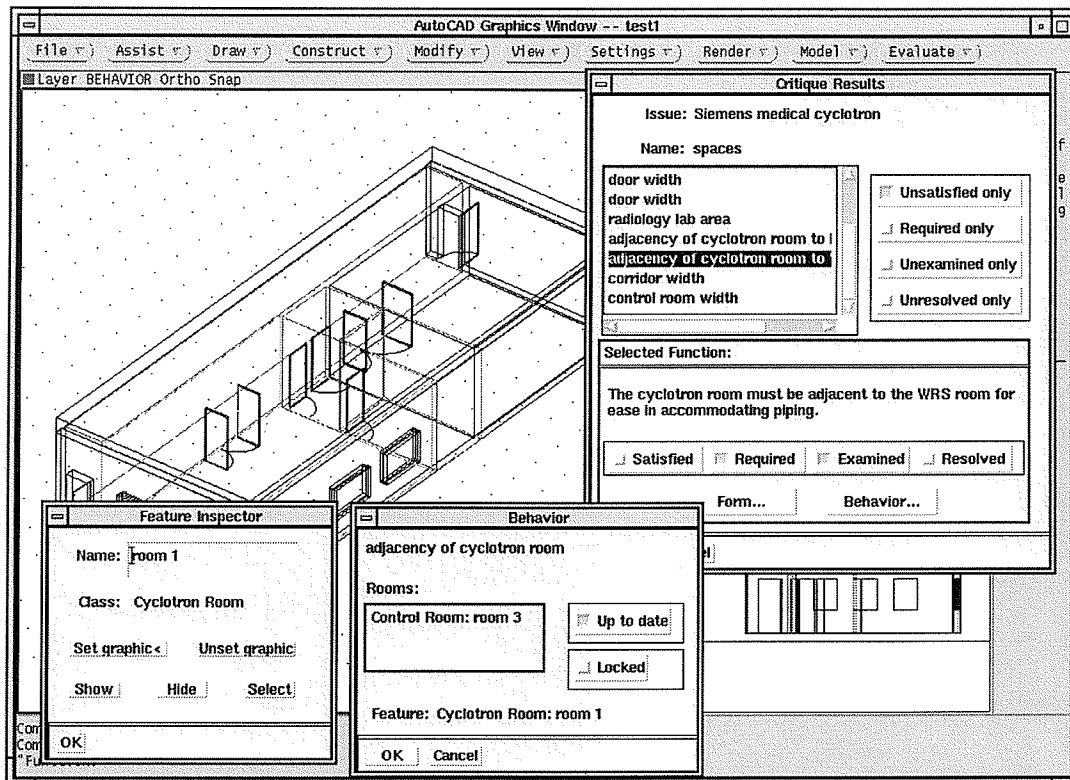 AutoCAD Graphics Window -- test1
File Assist Draw Construct Modify View Settings Render Model Evaluate
Layer BEHAVIOR Ortho Snap
Critique Results
Issue: Siemens medical cyclotron
Name: spaces
door width
door width
radiology lab area
adjacency of cyclotron room to
adjacency of cyclotron room to
corridor width
control room width
Unsatisfied only
Required only
Unexamined only
Unresolved only
Selected Function:
The cyclotron room must be adjacent to the WRS room for
ease in accommodating piping.
Satisfied Required Examined Resolved
Form... Behavior...
Feature Inspector
Name: room 1
Class: Cyclotron Room
Set graphic< Unset graphic
Show Hide Select
OK
Behavior
adjacency of cyclotron room
Rooms:
Control Room: room 3
Up to date
Locked
Feature: Cyclotron Room: room 1
OK Cancel